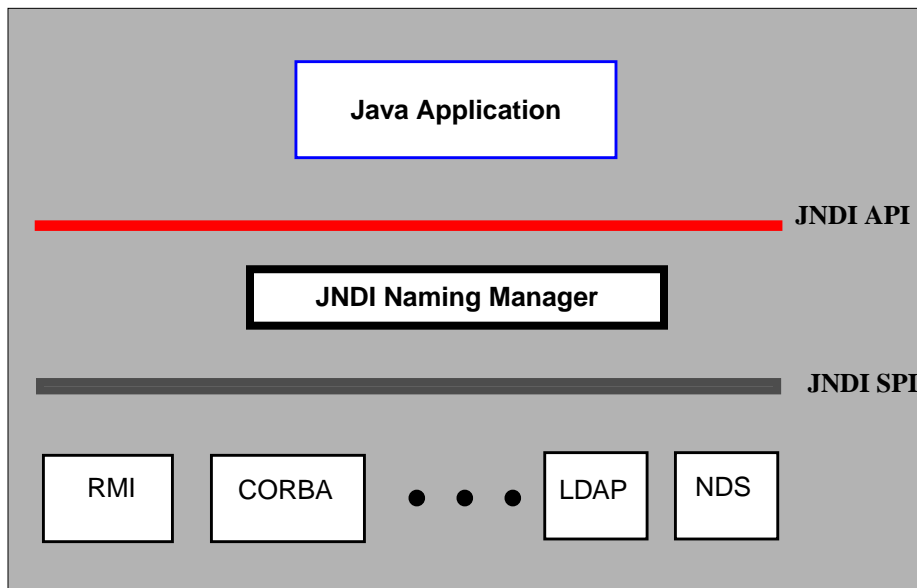 Java Application
JNDI API
JNDI Naming Manager
JNDI SPI
RMI
CORBA
LDAP
NDS